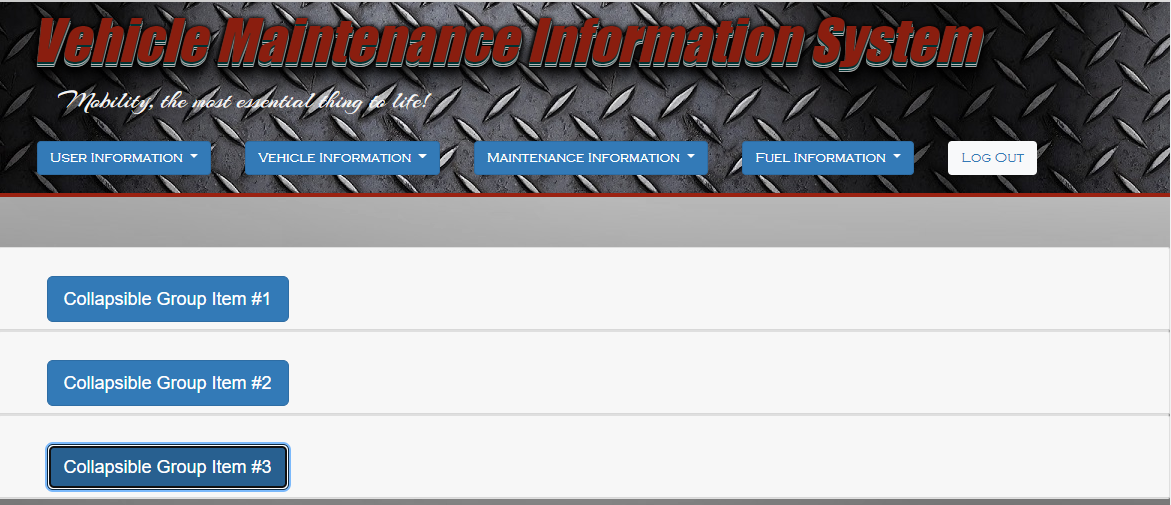 Vehicle Maintenance Information System
Mobility, the most essential thing to life!
User Information Vehicle Information Maintenance Information Fuel Information Log Out
Collapsible Group Item #1
Collapsible Group Item #2
Collapsible Group Item #3